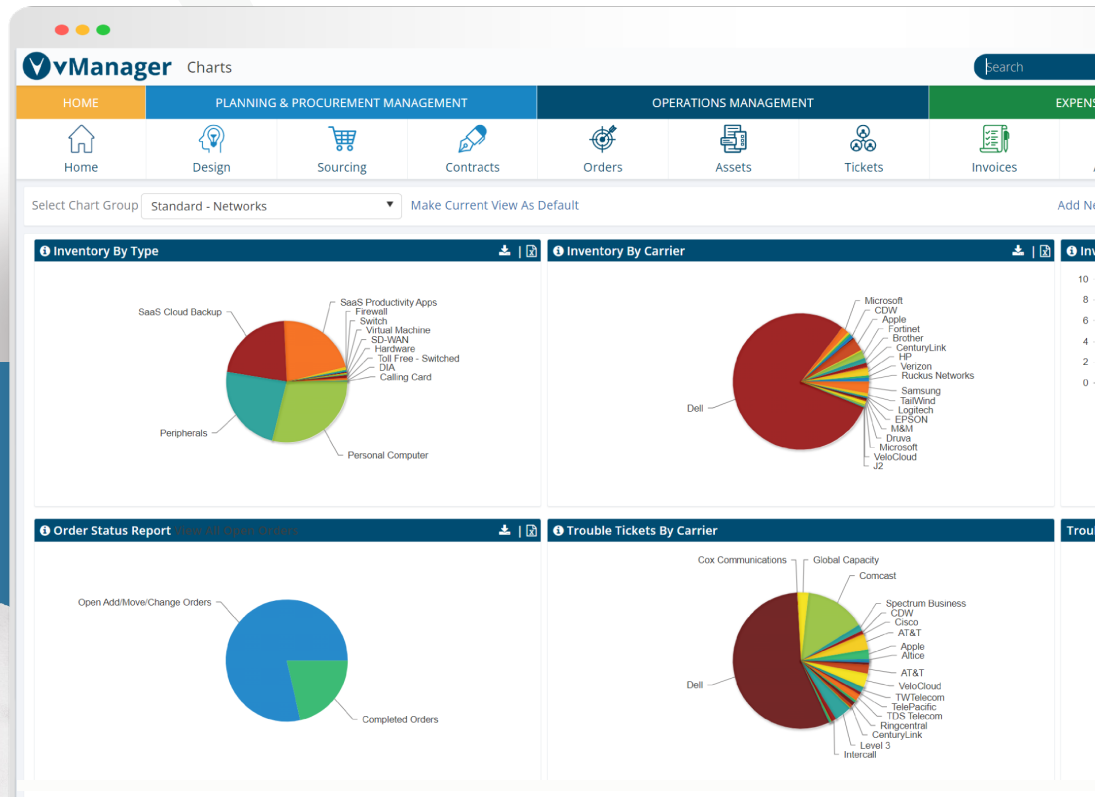 vManager Charts
Search
HOME
PLANNING & PROCUREMENT MANAGEMENT
OPERATIONS MANAGEMENT
Home
Design
Sourcing
Contracts
Orders
Assets
Tickets
Invoices
Select Chart Group
Standard - Networks
Make Current View As Default
Add
Inventory By Type
SaaS Cloud Backup
SaaS Productivity Apps
Firewall
Switch
Virtual Machine
SD-WAN
Hardware
Toll Free - Switched
DIA
Calling Card
Peripherals
Personal Computer
Inventory By Carrier
Microsoft
CDW
Apple
Fortinet
Brother
CenturyLink
HP
Verizon
Ruckus Networks
Dell
Samsung
TailWind
Logitech
EPSON
M&M
Druva
Microsoft
VeloCloud
J2
10
8
6
4
2
0
Order Status Report View All Open Orders
Open Add/Move/Change Orders
Completed Orders
Trouble Tickets By Carrier
Cox Communications
Global Capacity
Comcast
Spectrum Business
CDW
Cisco
AT&T
Apple
Altice
AT&T
Dell
VeloCloud
TWTelecom
TelePacific
TDS Telecom
Ringcentral
CenturyLink
Level 3
Intercall